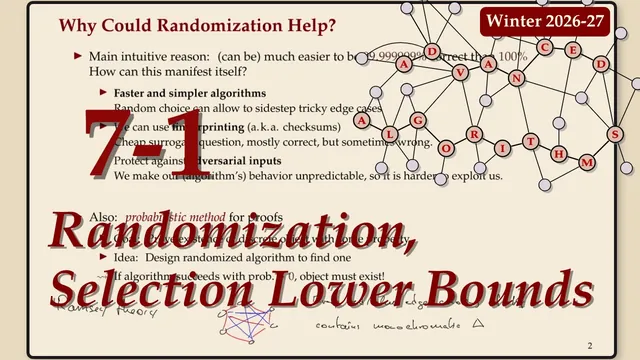 Why Could Randomization Help?
Winter 2026-27
Main intuitive reason: (can be) much easier to be 99.999999% correct than 100%
How can this manifest itself?
Faster and simpler algorithms
Random choice can allow to sidestep tricky edge cases
We can use fingerprinting (a.k.a. checksums)
Cheap surrogate question, mostly correct, but sometimes wrong.
Protect against adversarial inputs
We make our (algorithm's) behavior unpredictable, so it is harder to exploit us.
7-1
Also: probabilistic method for proofs
Randomization,
Idea: Design randomized algorithm to find one
If algorithm succeeds with prob. 0, object must exist!
Selection Lower Bounds
Ramsey theory
contains monochromatic Δ
D
A
V
A
N
C
E
D
A
L
G
O
R
I
T
H
M
S
2